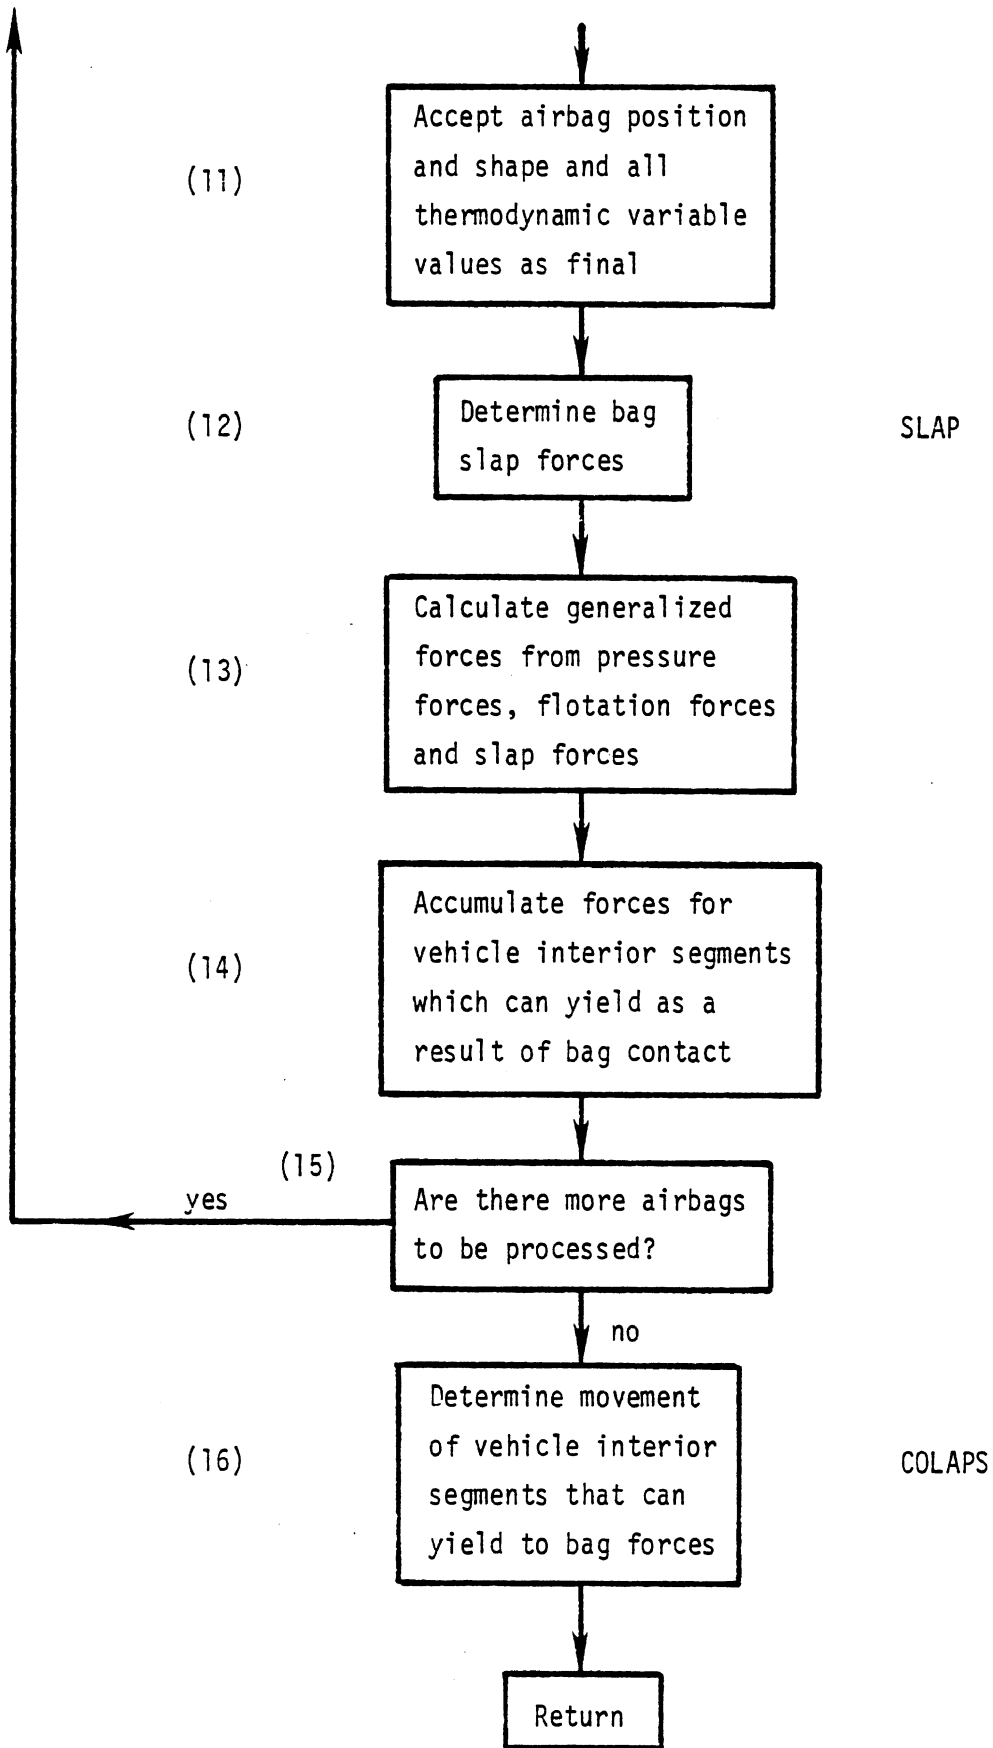 Accept airbag position
and shape and all
(11)
thermodynamic variable
values as final
Determine bag
(12)
SLAP
slap forces
Calculate generalized
forces from pressure
(13)
forces, flotation forces
and slap forces
Accumulate forces for
vehicle interior segments
(14)
which can yield as a
result of bag contact
(15)
yes
Are there more airbags
to be processed?
no
Determine movement
of vehicle interior
(16)
COLAPS
segments that can
yield to bag forces
Return